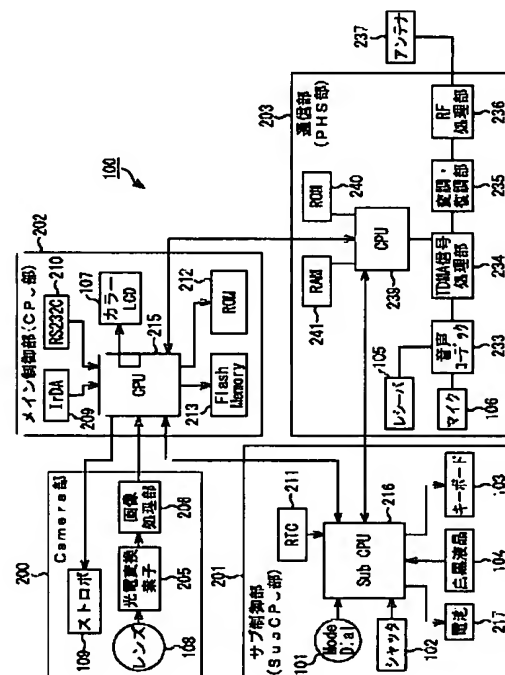 100
メイン制御部(CPU部)
202
RS232C
210
IrDA
209
107
カラー
LCD
215
CPU
212
ROM
213
Flash
Memory
200
Camera部
ストロボ
109
レンズ
108
光電変換
素子
205
画像
処理部
206
201
サブ制御部
(SubCPU部)
RTC
211
Sub CPU
216
Mode
Dial
101
シャッタ
102
電池
217
白黒液晶
104
キーボード
103
203
通信部
(PHS部)
ROM
240
RAM
241
CPU
239
レシーバ
105
マイク
106
音声
コーデック
233
TDMA信号
処理部
234
変調・
復調部
235
RF
処理部
236
237
アンテナ